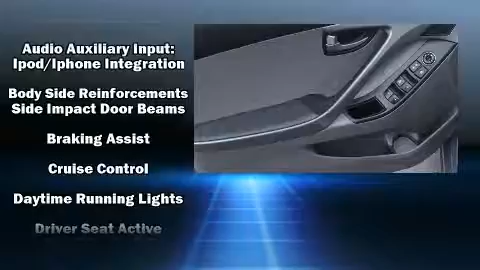 Audio Auxiliary Input:
Ipod/Iphone Integration
Body Side Reinforcements
Side Impact Door Beams
Braking Assist
Cruise Control
Daytime Running Lights
Driver Seat Active